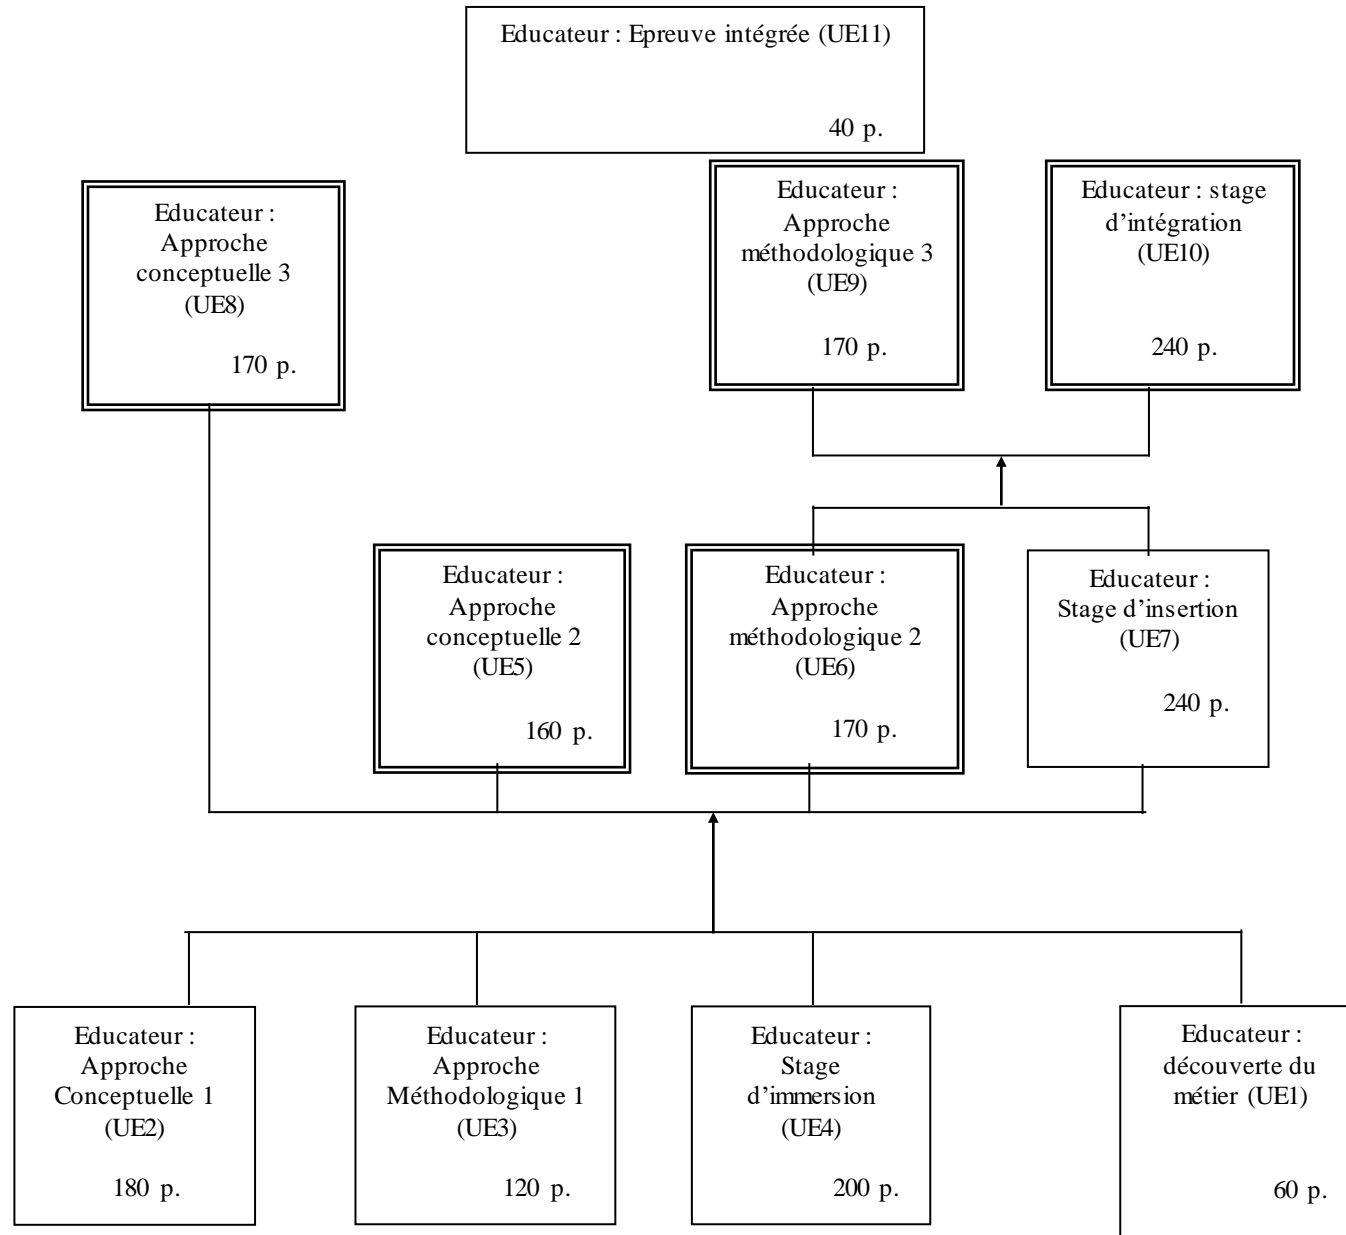 Educateur : Epreuve intégrée (UE11)
40 p.
Educateur :
Approche
conceptuelle 3
(UE8)
170 p.
Educateur :
Approche
méthodologique 3
(UE9)
170 p.
Educateur : stage
d’intégration
(UE10)
240 p.
Educateur :
Approche
conceptuelle 2
(UE5)
160 p.
Educateur :
Approche
méthodologique 2
(UE6)
170 p.
Educateur :
Stage d’insertion
(UE7)
240 p.
Educateur :
Approche
Conceptuelle 1
(UE2)
180 p.
Educateur :
Approche
Méthodologique 1
(UE3)
120 p.
Educateur :
Stage
d’immersion
(UE4)
200 p.
Educateur :
découverte du
métier (UE1)
60 p.